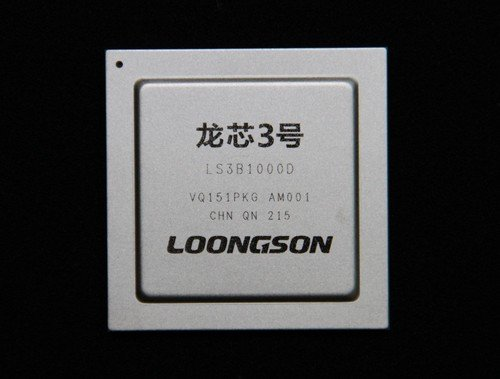 龙芯3号
LS3B1000D
VQ151PKG AM001
CHN QN 215
LOONGSON